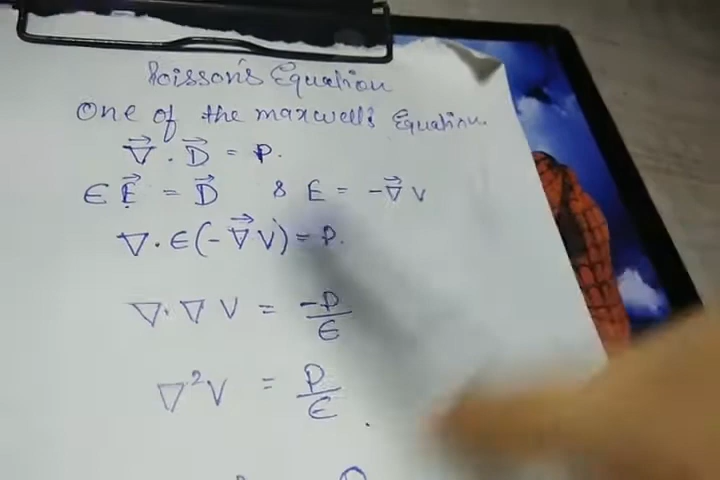 Poisson's Equation
One of the maxwell's Equation.
∇⃗ . D⃗ = P.
ϵ E⃗ = D⃗ & E = -∇⃗ V
∇ . ϵ(-∇⃗ V) = P.
∇ . ∇ V = -P/ϵ
∇²V = P/ϵ .